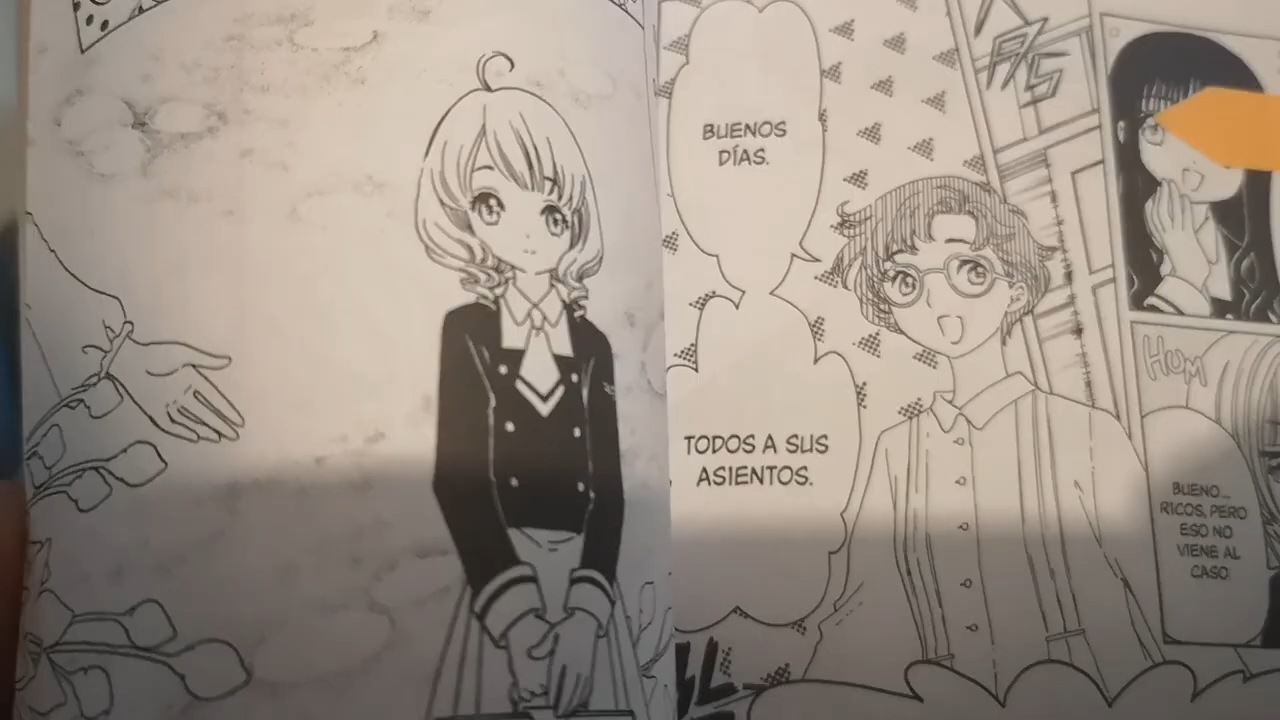 BUENOS
DÍAS.
TODOS A SUS
ASIENTOS.
HUM
BUENO...
RICOS, PERO
ESO NO
VIENE AL
CASO.